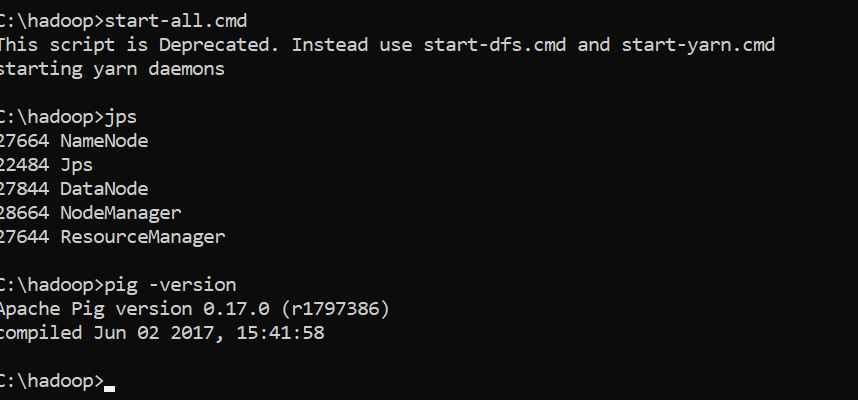 C:\hadoop>start-all.cmd
This script is Deprecated. Instead use start-dfs.cmd and start-yarn.cmd
starting yarn daemons
C:\hadoop>jps
27664 NameNode
22484 Jps
27844 DataNode
28664 NodeManager
27644 ResourceManager
C:\hadoop>pig -version
Apache Pig version 0.17.0 (r1797386)
compiled Jun 02 2017, 15:41:58
C:\hadoop>